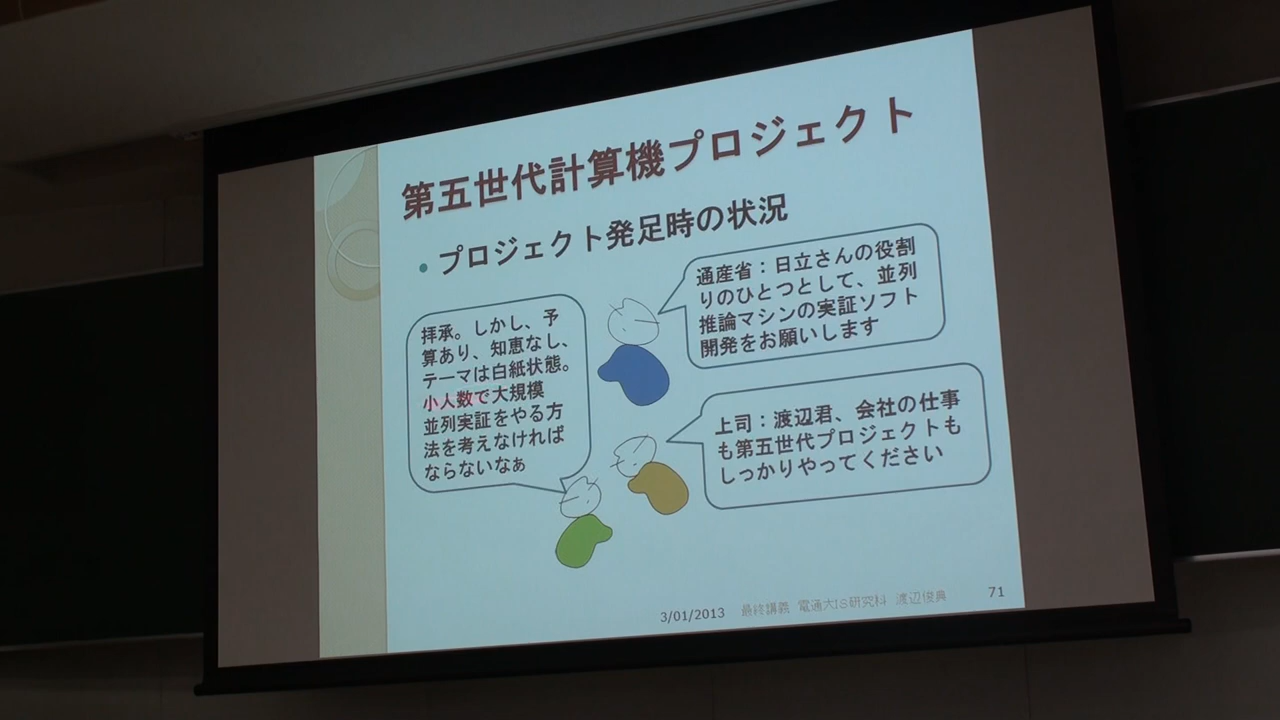 第五世代計算機プロジェクト
• プロジェクト発足時の状況
通産省：日立さんの役割
りのひとつとして、並列
推論マシンの実証ソフト
開発をお願いします
拝承。しかし、予
算あり、知恵なし、
テーマは白紙状態。
小人数で大規模
並列実証をやる方
法を考えなければ
ならないなぁ
上司：渡辺君、会社の仕事
も第五世代プロジェクトも
しっかりやってください
3/01/2013 最終講義 電通大IS研究科 渡辺俊典 71